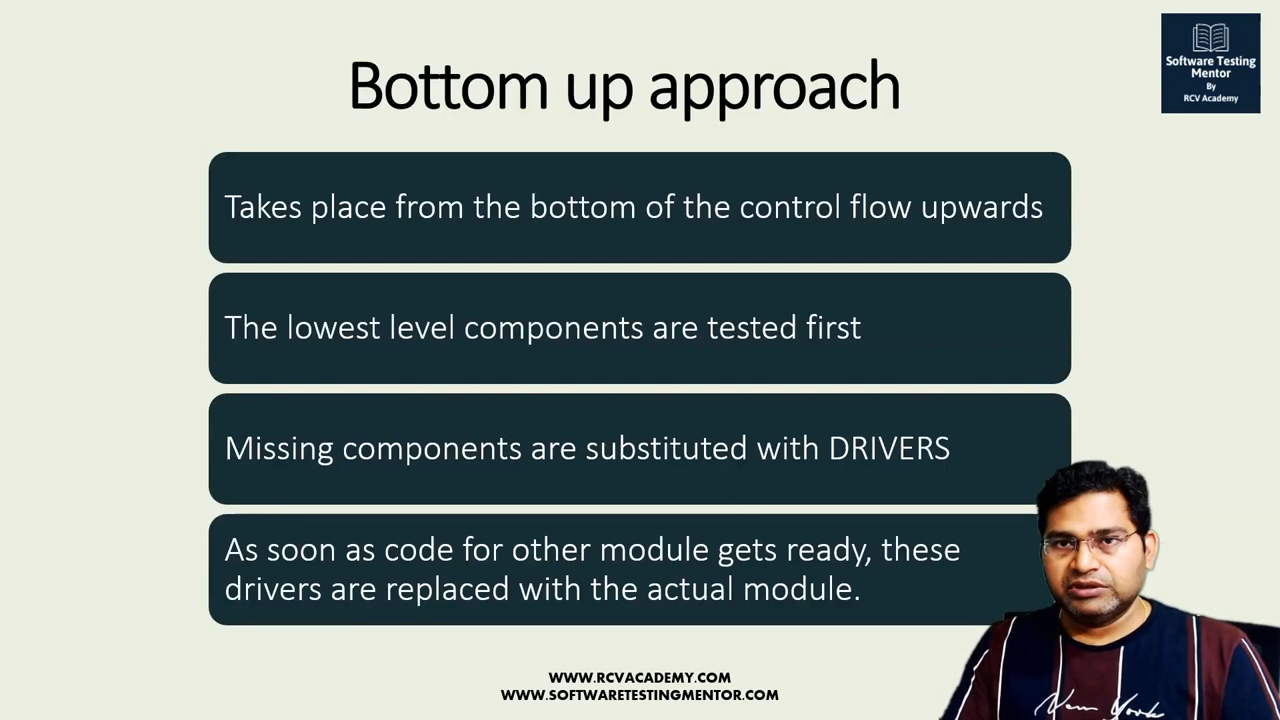 Bottom up approach
Software Testing
Mentor
By
RCV Academy
Takes place from the bottom of the control flow upwards
The lowest level components are tested first
Missing components are substituted with DRIVERS
As soon as code for other module gets ready, these
drivers are replaced with the actual module.
WWW.RCVACADEMY.COM
WWW.SOFTWARETESTINGMENTOR.COM
New York